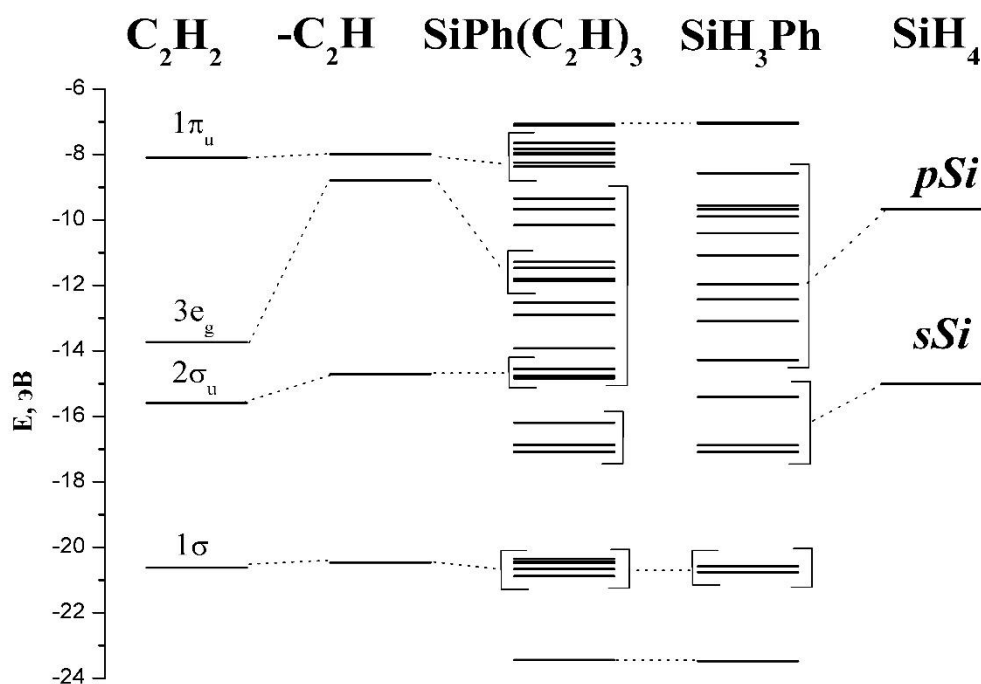 C₂H₂ -C₂H SiPh(C₂H)₃ SiH₃Ph SiH₄
-6
1πᵤ
-8
pSi
-10
-12
3e_g
sSi
-14
2σᵤ
-16
-18
1σ
-20
-22
-24
E, эВ